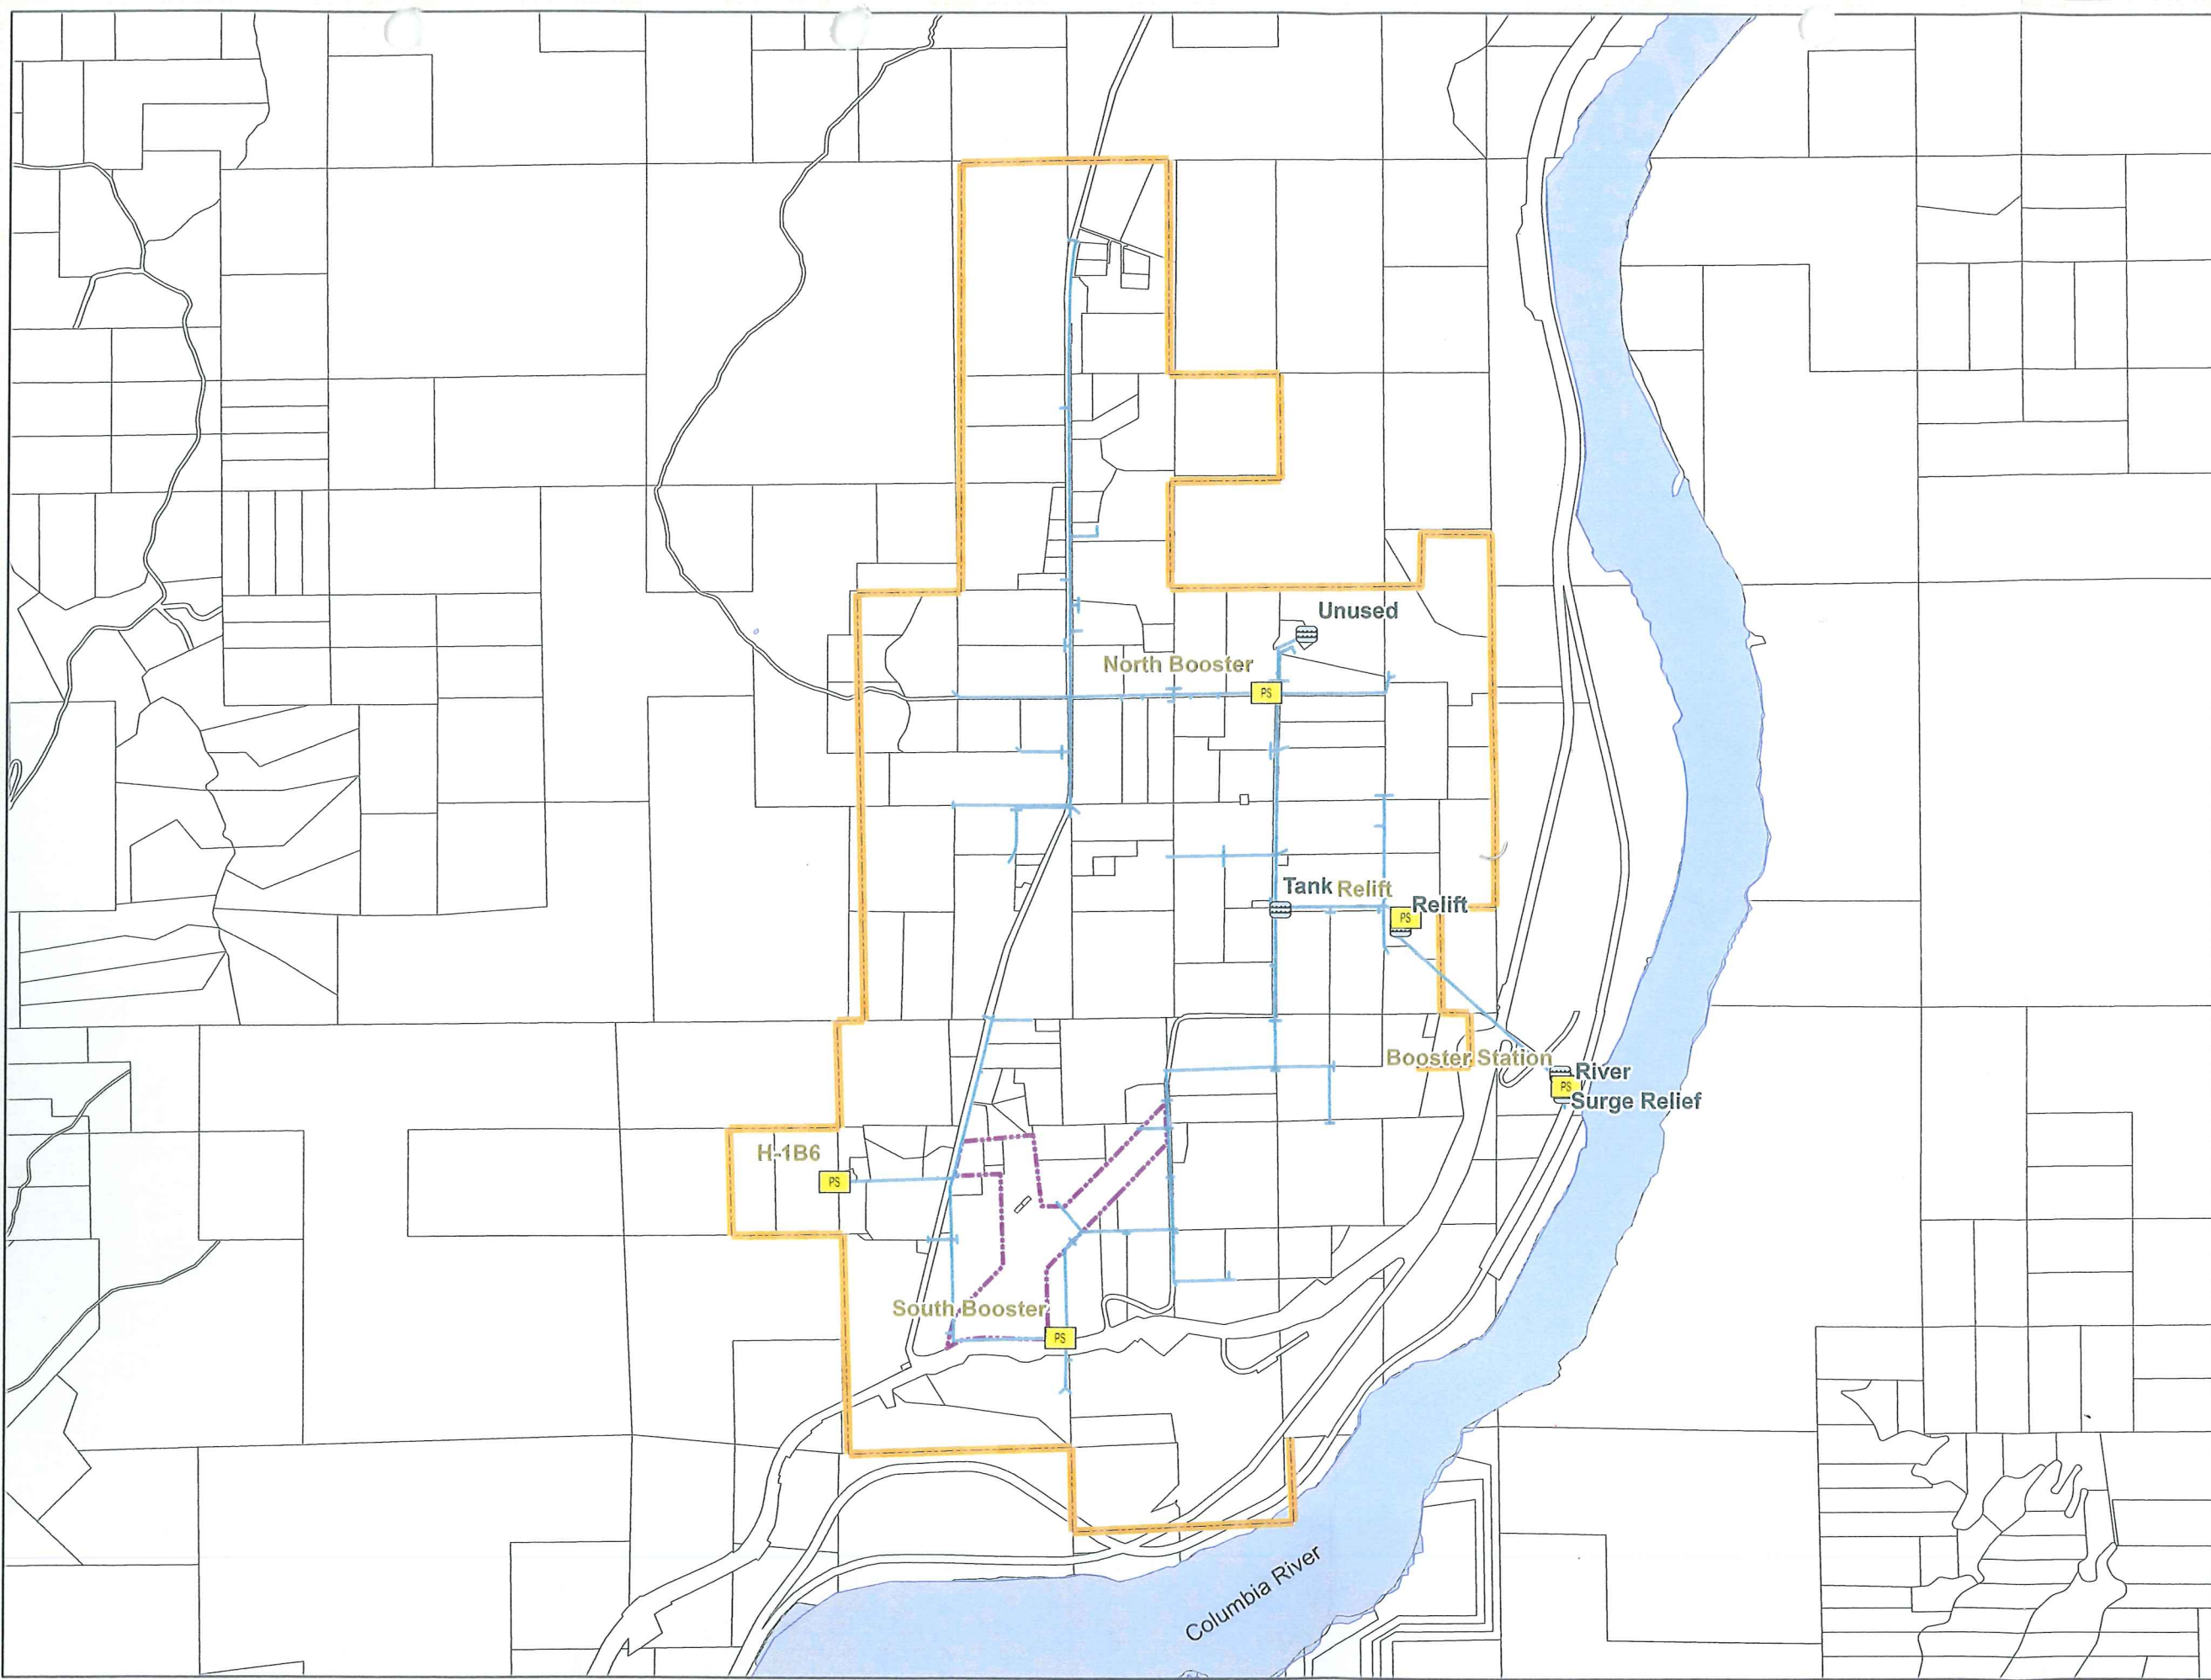 Unused
North Booster
PS
Tank Relift
Relift
PS
Booster Station
River
PS
Surge Relief
H-1B6
PS
South Booster
PS
Columbia River